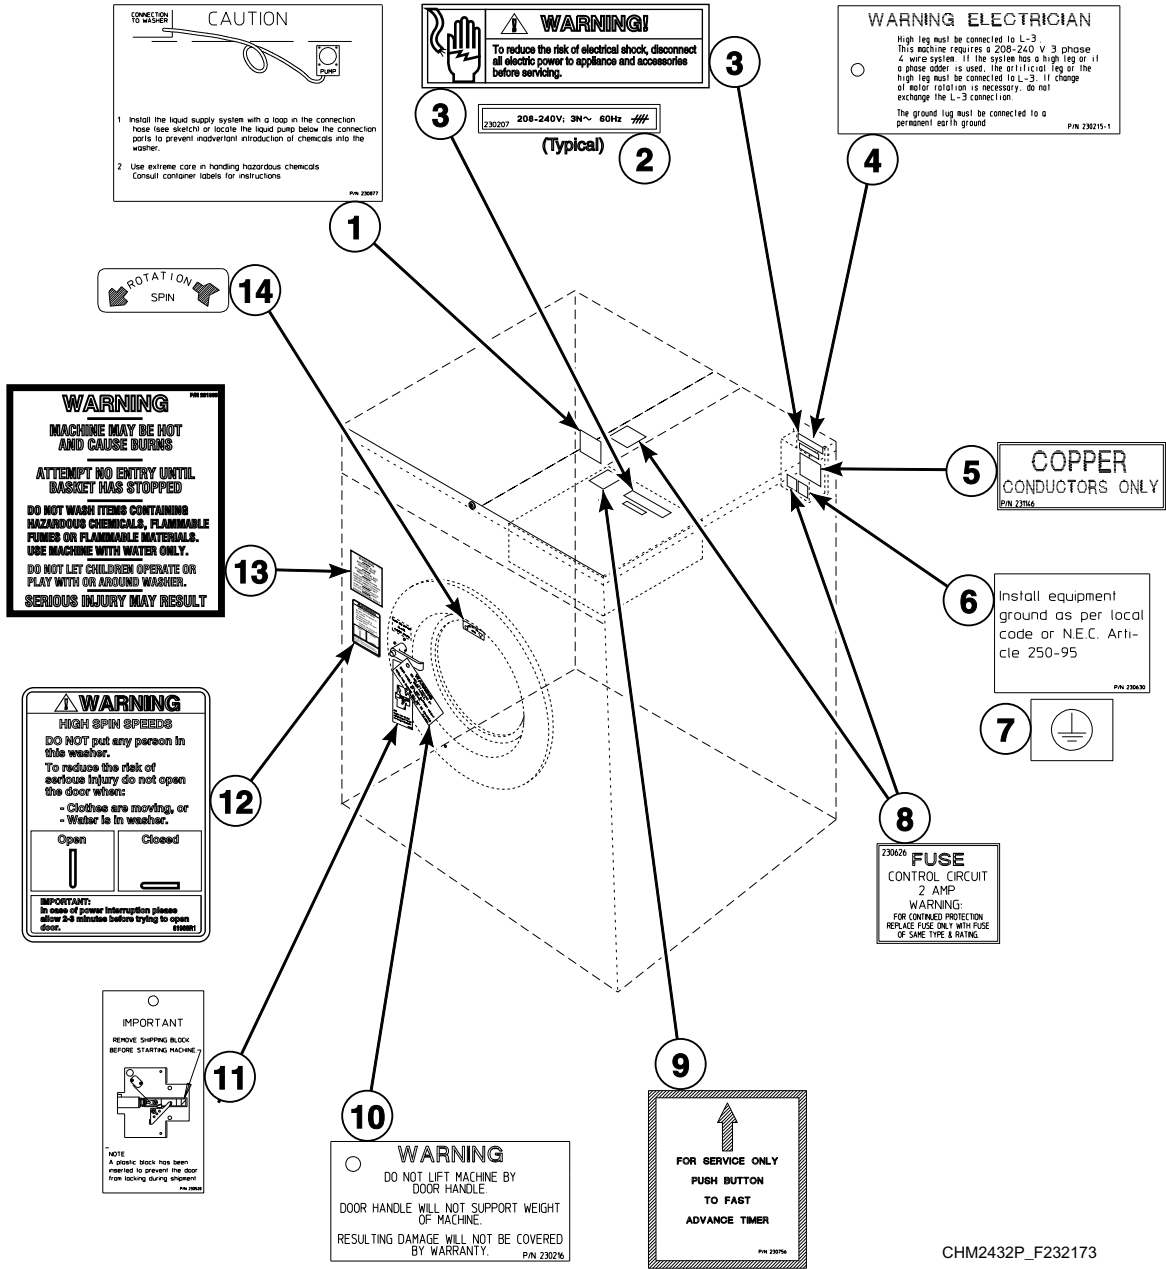 CONNECTION
TO WASHER
CAUTION
PUMP
1 Install the liquid supply system with a loop in the connection
hose (see sketch) or locate the liquid pump below the connection
ports to prevent inadvertant introduction of chemicals into the
washer.
2 Use extreme care in handling hazardous chemicals
Consult container labels for instructions
P/N 230877
1
WARNING!
To reduce the risk of electrical shock, disconnect
all electric power to appliance and accessories
before servicing.
3
3
230207 208-240V; 3N~ 60Hz
(Typical)
2
WARNING ELECTRICIAN
High leg must be connected to L-3.
This machine requires a 208-240 V 3 phase
4 wire system. If the system has a high leg or if
a phase adder is used, the artificial leg or the
high leg must be connected to L-3. If change
of motor rotation is necessary, do not
exchange the L-3 connection.
The ground lug must be connected to a
permanent earth ground
P/N 230215-1
4
ROTATION
SPIN
14
WARNING
MACHINE MAY BE HOT
AND CAUSE BURNS
ATTEMPT NO ENTRY UNTIL
BASKET HAS STOPPED
DO NOT WASH ITEMS CONTAINING
HAZARDOUS CHEMICALS, FLAMMABLE
FUMES OR FLAMMABLE MATERIALS.
USE MACHINE WITH WATER ONLY.
DO NOT LET CHILDREN OPERATE OR
PLAY WITH OR AROUND WASHER.
SERIOUS INJURY MAY RESULT
13
5
COPPER
CONDUCTORS ONLY
P/N 231146
6
Install equipment
ground as per local
code or N.E.C. Arti-
cle 250-95
P/N 230630
7
WARNING
HIGH SPIN SPEEDS
DO NOT put any person in
this washer.
To reduce the risk of
serious injury do not open
the door when:
- Clothes are moving, or
- Water is in washer.
Open
Closed
IMPORTANT:
In case of power interruption please
allow 2-3 minutes before trying to open
door.
12
8
230626 FUSE
CONTROL CIRCUIT
2 AMP
WARNING:
FOR CONTINUED PROTECTION
REPLACE FUSE ONLY WITH FUSE
OF SAME TYPE & RATING.
IMPORTANT
REMOVE SHIPPING BLOCK
BEFORE STARTING MACHINE
NOTE
A plastic block has been
inserted to prevent the door
from locking during shipment
11
10
WARNING
DO NOT LIFT MACHINE BY
DOOR HANDLE.
DOOR HANDLE WILL NOT SUPPORT WEIGHT
OF MACHINE.
RESULTING DAMAGE WILL NOT BE COVERED
BY WARRANTY.
P/N 230216
9
FOR SERVICE ONLY
PUSH BUTTON
TO FAST
ADVANCE TIMER
P/N 230756
CHM2432P_F232173